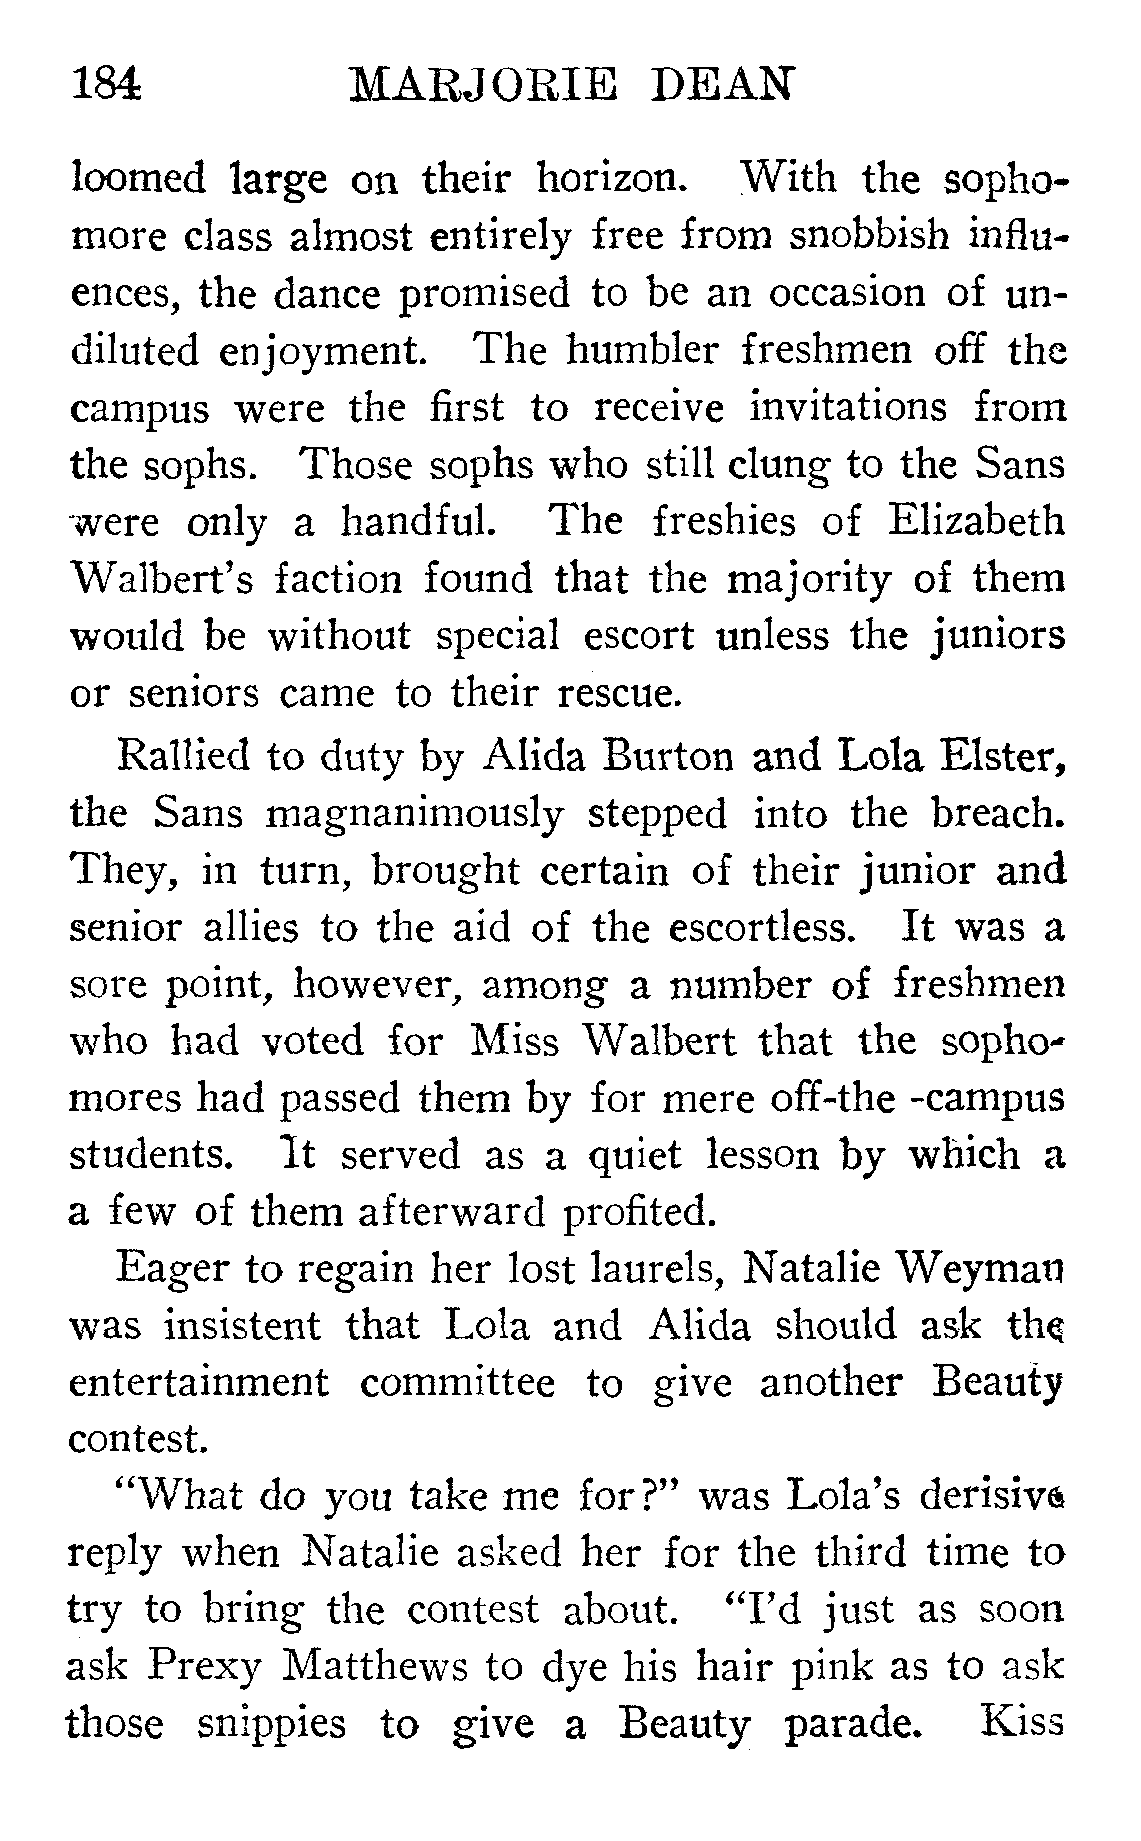 184 MARJORIE DEAN
loomed large on their horizon. With the sopho-
more class almost entirely free from snobbish influ-
ences, the dance promised to be an occasion of un-
diluted enjoyment. The humbler freshmen off the
campus were the first to receive invitations from
the sophs. Those sophs who still clung to the Sans
were only a handful. The freshies of Elizabeth
Walbert's faction found that the majority of them
would be without special escort unless the juniors
or seniors came to their rescue.
Rallied to duty by Alida Burton and Lola Elster,
the Sans magnanimously stepped into the breach.
They, in turn, brought certain of their junior and
senior allies to the aid of the escortless. It was a
sore point, however, among a number of freshmen
who had voted for Miss Walbert that the sopho-
mores had passed them by for mere off-the -campus
students. It served as a quiet lesson by which a
a few of them afterward profited.
Eager to regain her lost laurels, Natalie Weyman
was insistent that Lola and Alida should ask the
entertainment committee to give another Beauty
contest.
"What do you take me for?" was Lola's derisive
reply when Natalie asked her for the third time to
try to bring the contest about. "I'd just as soon
ask Prexy Matthews to dye his hair pink as to ask
those snippies to give a Beauty parade. Kiss